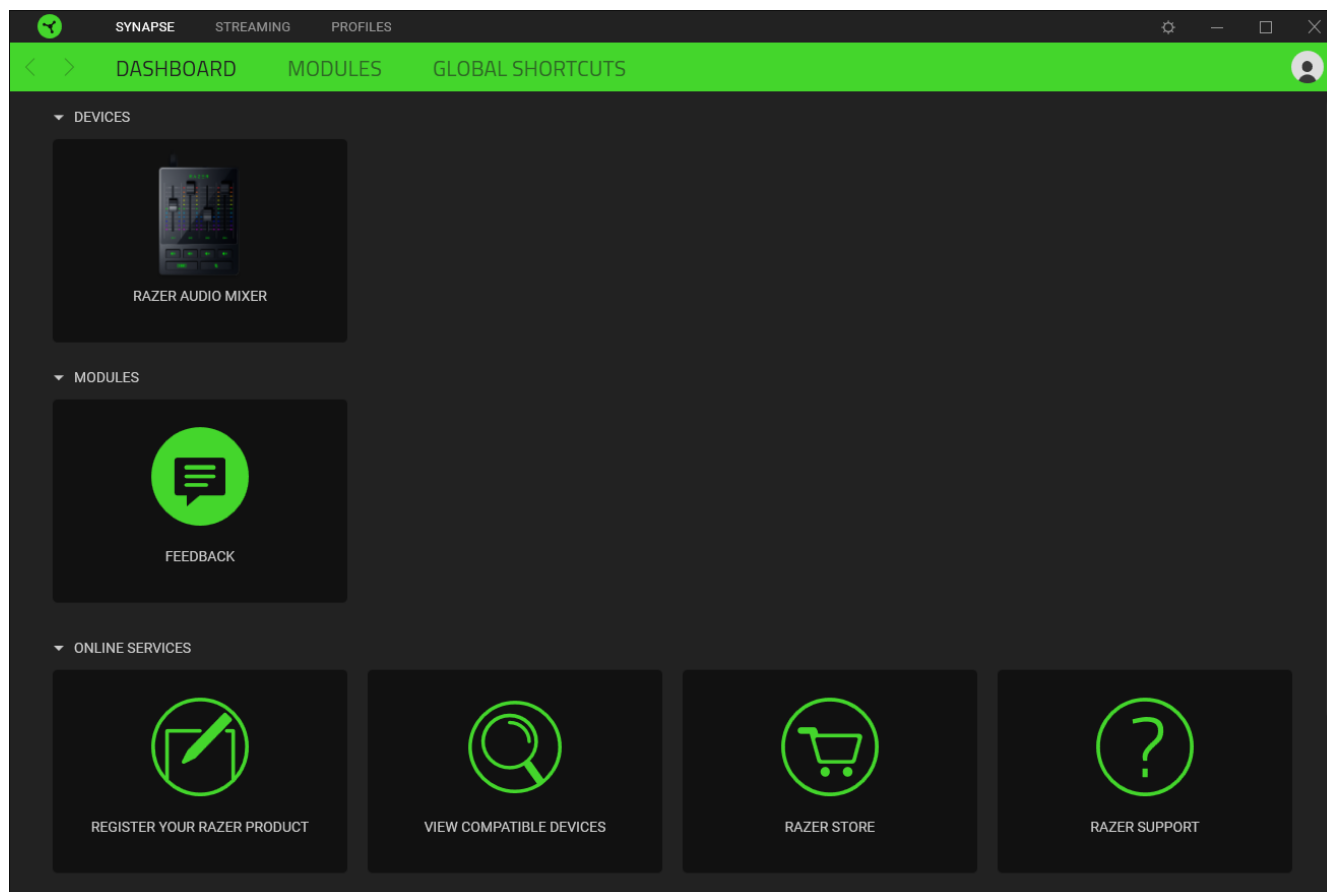 SYNAPSE STREAMING PROFILES
DASHBOARD MODULES GLOBAL SHORTCUTS
DEVICES
RAZER
RAZER AUDIO MIXER
MODULES
FEEDBACK
ONLINE SERVICES
REGISTER YOUR RAZER PRODUCT VIEW COMPATIBLE DEVICES RAZER STORE RAZER SUPPORT